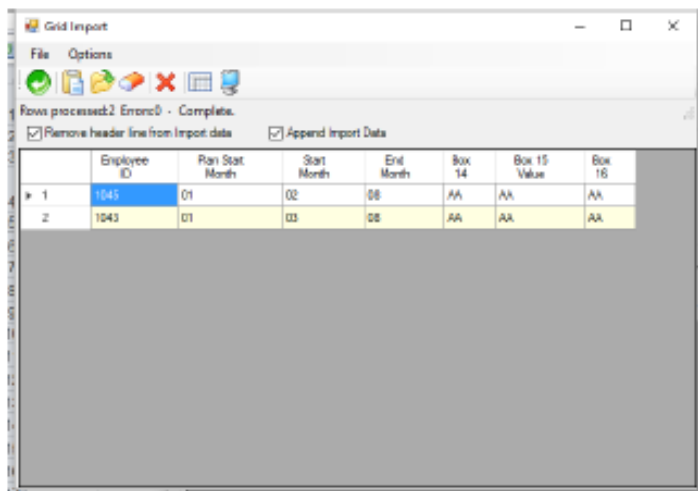 Grid Import
File Options
Rows processed:2 Errors:0 - Complete.
Remove header line from Import data Append Import Data
Employee ID Plan Start Month Start Month End Month Box 14 Box 15 Value Box 16
1 1045 01 02 08 AA AA AA
2 1043 01 03 08 AA AA AA